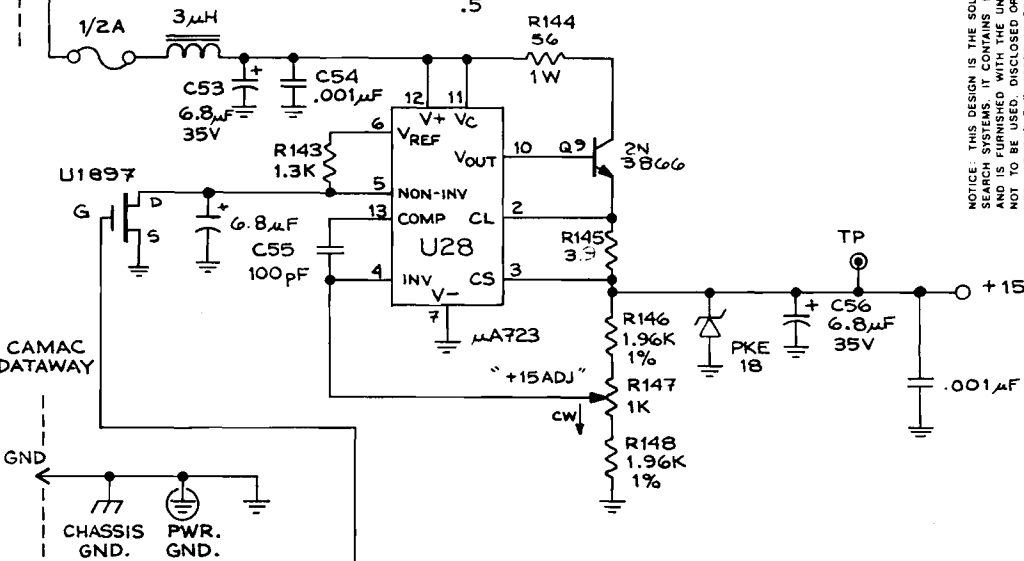 .5
1/2A
3μH
R144
56
1W
C53
6.8μF
35V
C54
.001μF
12
11
V+
VC
6
VREF
R143
1.3K
VOUT
10
Q9
2N
3866
U1897
G
D
S
5
NON-INV
6.8μF
13
COMP
CL
2
C55
100pF
U28
R145
3.9
4
INV
CS
3
V-
7
μA723
TP
+15
R146
1.96K
1%
PKE
18
C56
6.8μF
35V
.001μF
CAMAC
DATAWAY
"+15ADJ"
R147
1K
CW
R148
1.96K
1%
GND
CHASSIS
GND.
PWR.
GND.
NOTICE: THIS DESIGN IS THE SOL
SEARCH SYSTEMS. IT CONTAINS
AND IS FURNISHED WITH THE UN
NOT TO BE USED, DISCLOSED OR